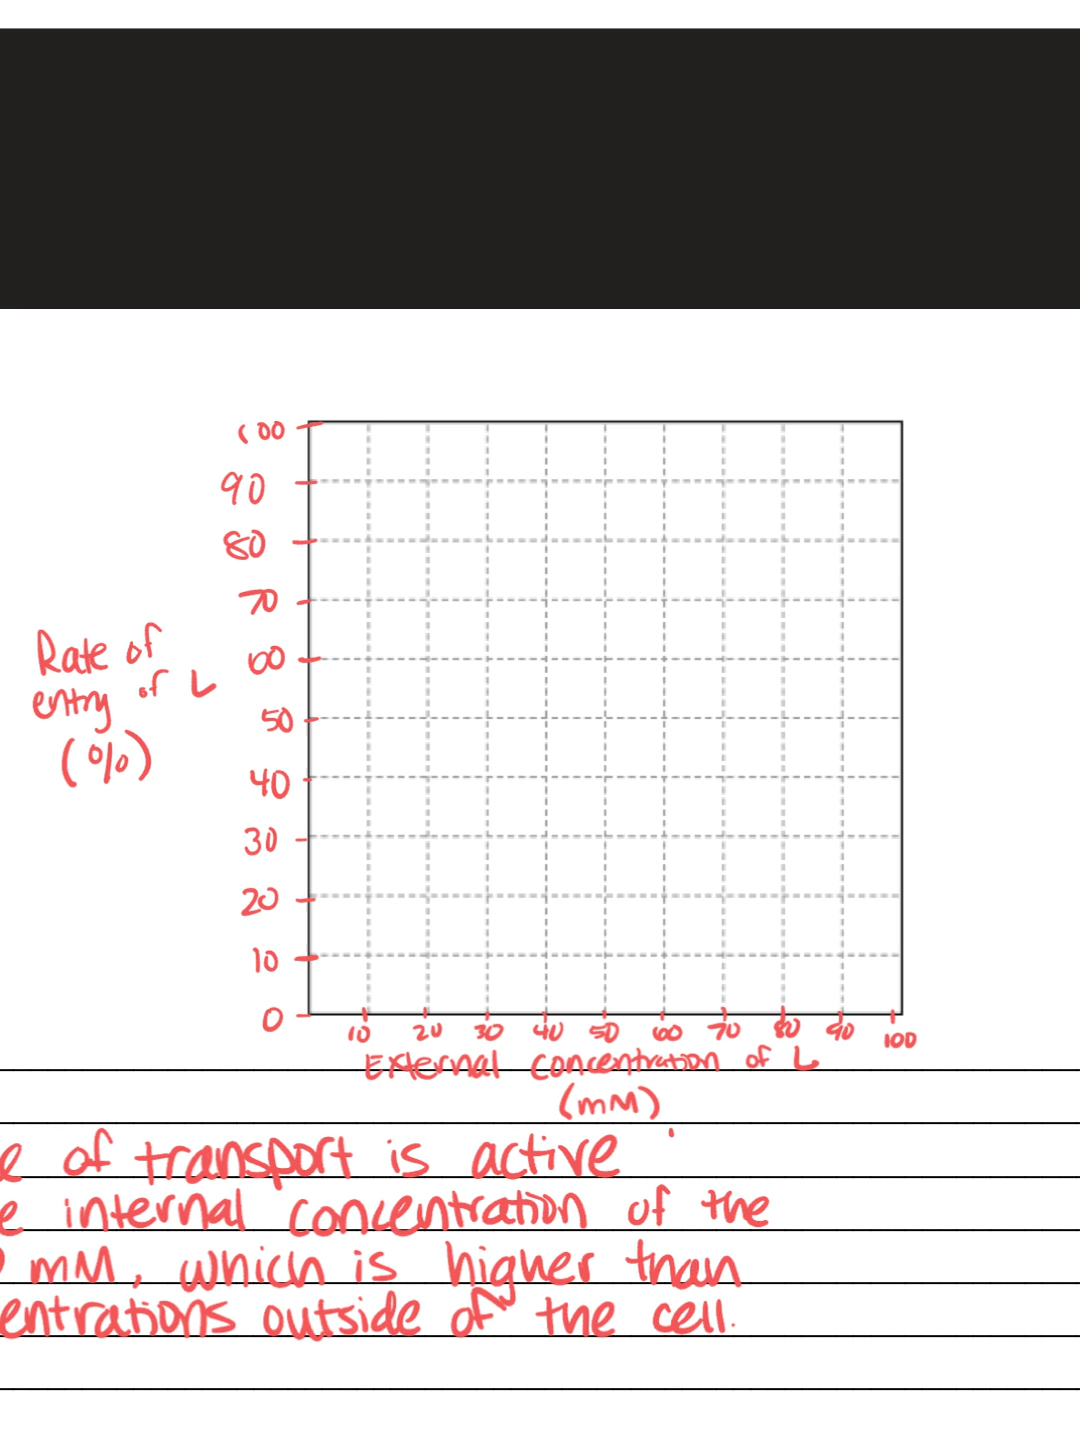 100
90
80
70
60
50
40
30
20
10
0
Rate of
entry of L
(%)
10 20 30 40 50 60 70 80 90 100
External concentration of L
(mM)
e of transport is active
e internal concentration of the
mM, which is higher than
entrations outside of the cell.